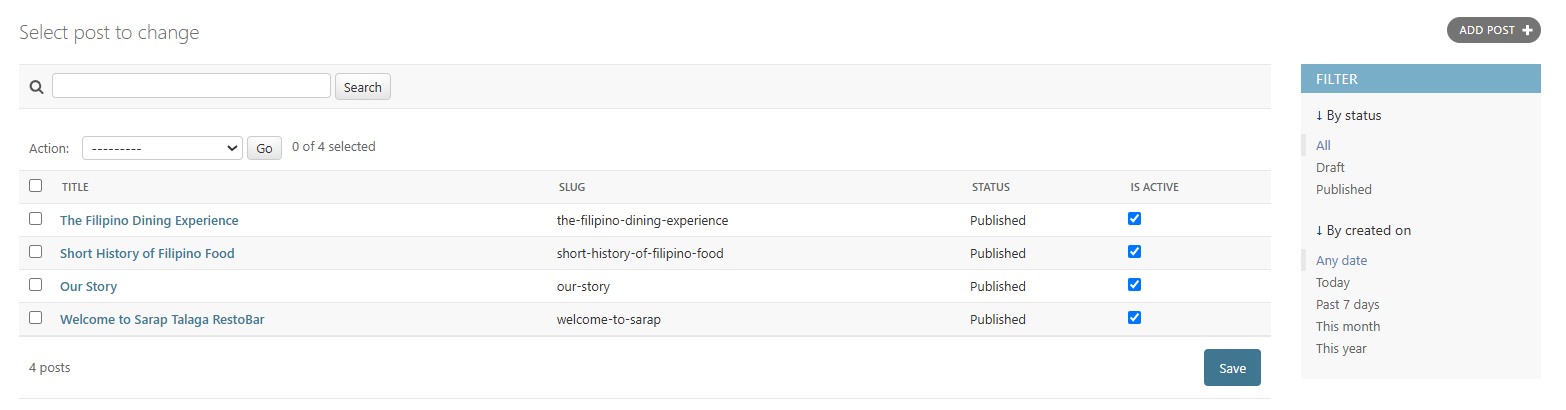 Select post to change
ADD POST +
Search
Action: --------- Go 0 of 4 selected
TITLE SLUG STATUS IS ACTIVE
The Filipino Dining Experience the-filipino-dining-experience Published
Short History of Filipino Food short-history-of-filipino-food Published
Our Story our-story Published
Welcome to Sarap Talaga RestoBar welcome-to-sarap Published
4 posts
Save
FILTER
↓ By status
All
Draft
Published
↓ By created on
Any date
Today
Past 7 days
This month
This year